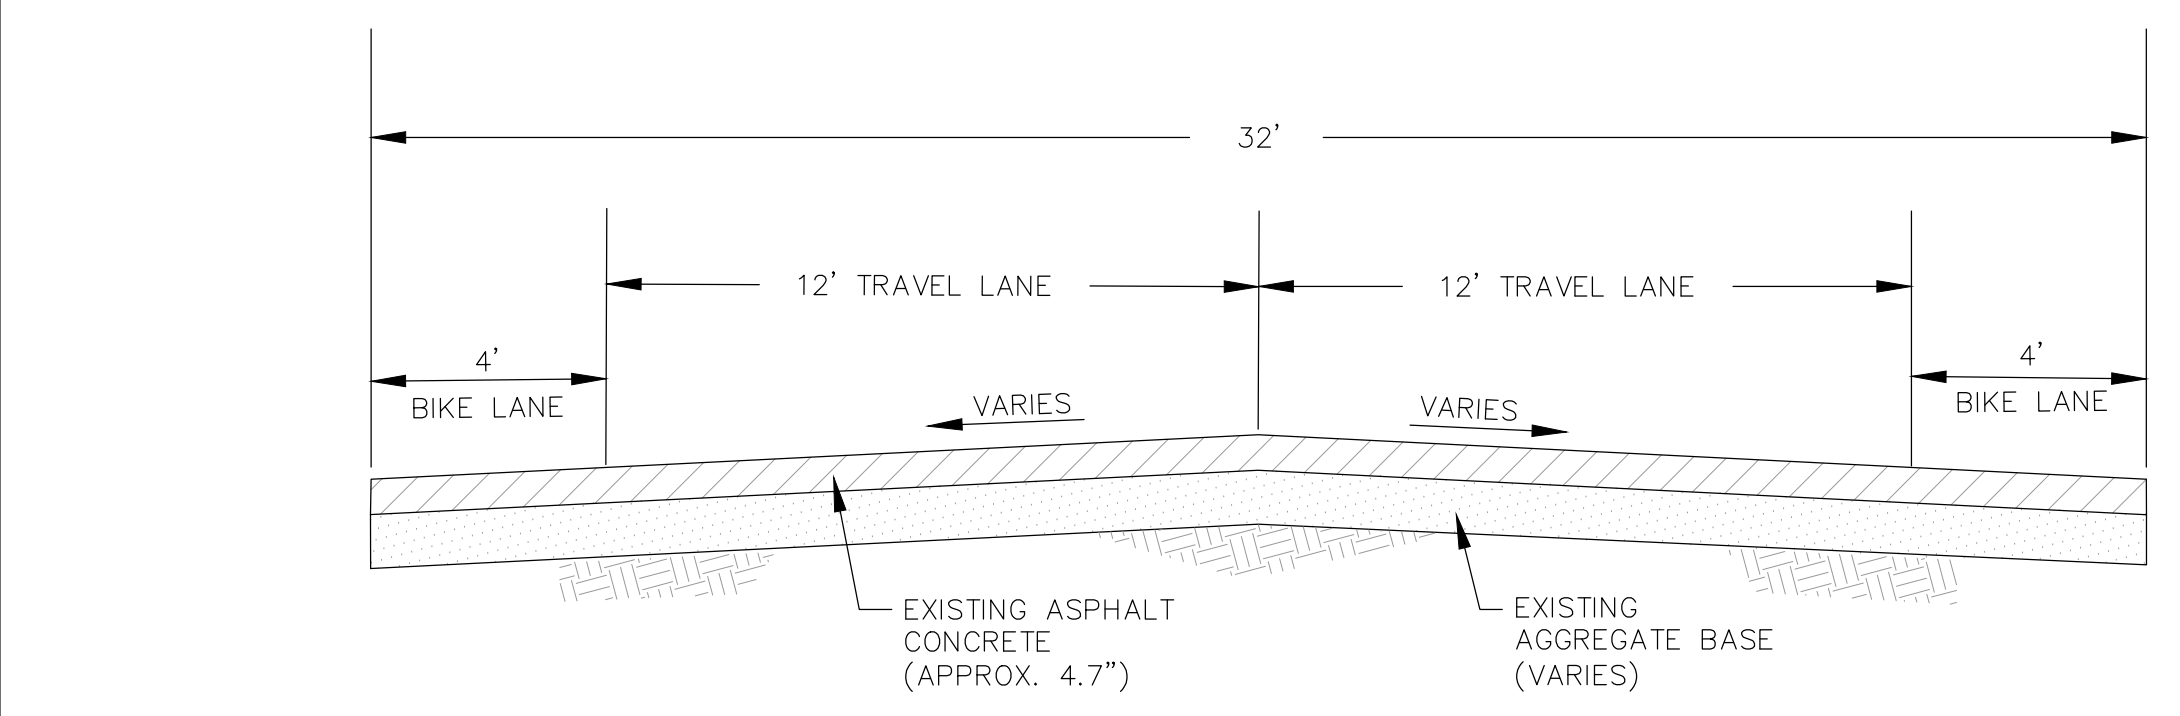 32'
12' TRAVEL LANE
12' TRAVEL LANE
4'
BIKE LANE
4'
BIKE LANE
VARIES
VARIES
EXISTING ASPHALT
CONCRETE
(APPROX. 4.7")
EXISTING
AGGREGATE BASE
(VARIES)